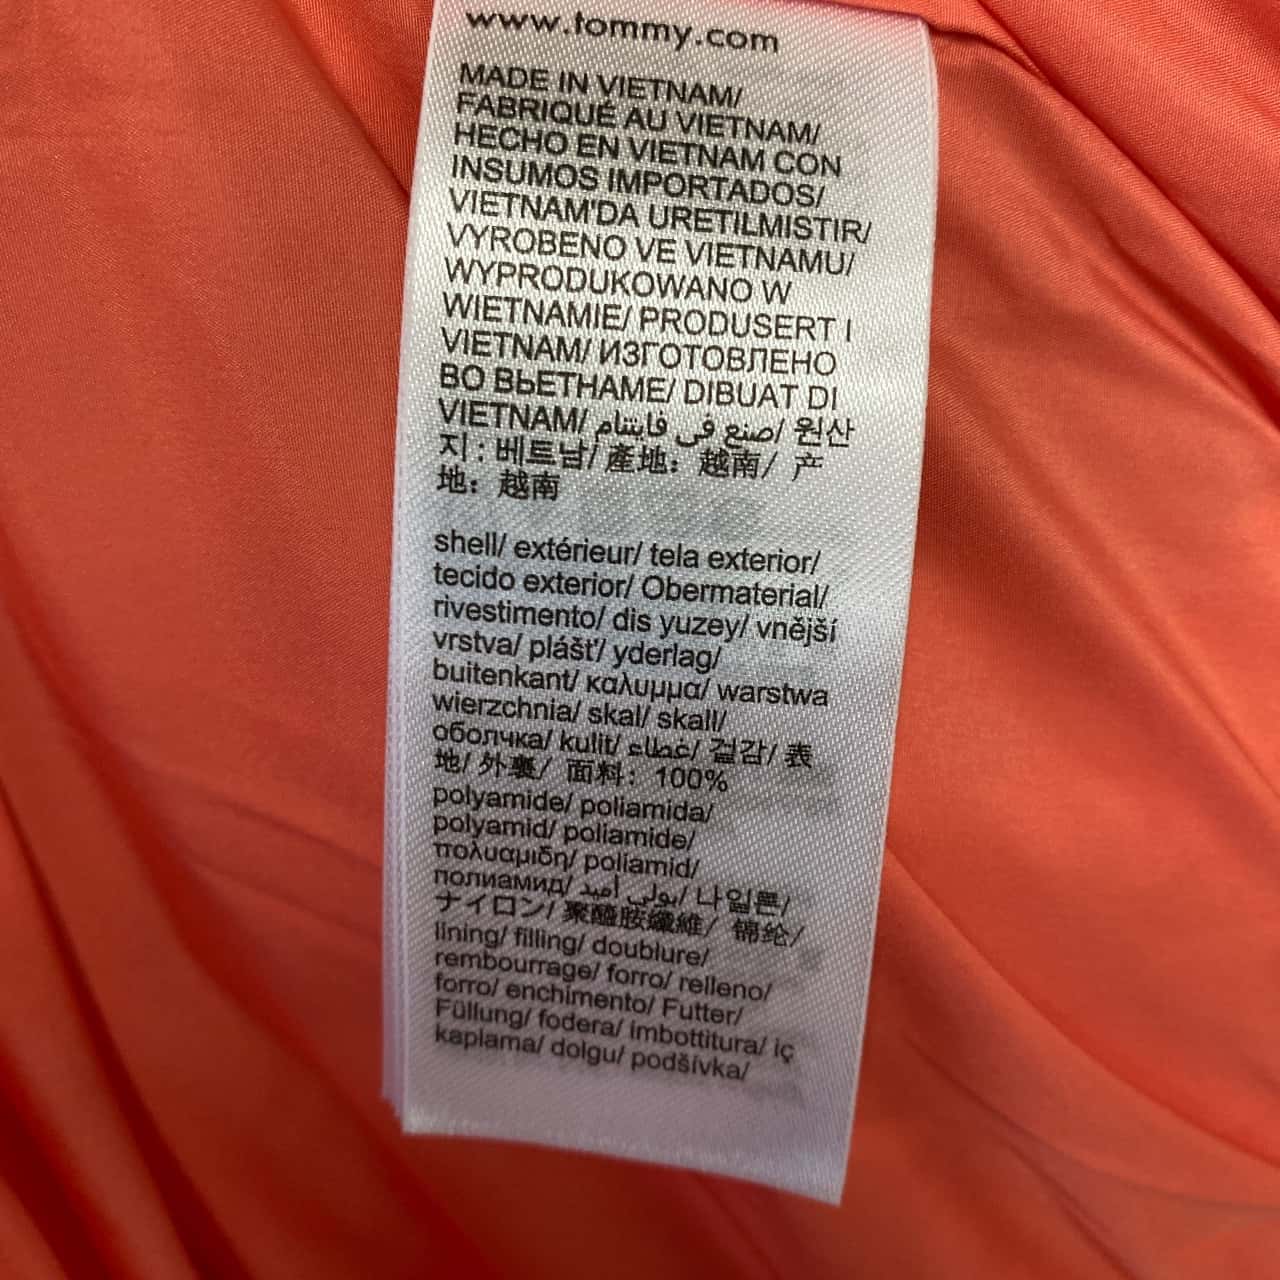 www.tommy.com
MADE IN VIETNAM/
FABRIQUÉ AU VIETNAM/
HECHO EN VIETNAM CON
INSUMOS IMPORTADOS/
VIETNAM'DA URETILMISTIR/
VYROBENO VE VIETNAMU/
WYPRODUKOWANO W
WIETNAMIE/ PRODUSERT I
VIETNAM/ ИЗГОТОВЛЕНО
ВО ВЬЕТНАМЕ/ DIBUAT DI
VIETNAM/ صنع في فايتنام/ 원산
지 : 베트남/ 產地：越南/ 产
地：越南
shell/ extérieur/ tela exterior/
tecido exterior/ Obermaterial/
rivestimento/ dis yuzey/ vnější
vrstva/ plášt'/ yderlag/
buitenkant/ καλυμμα/ warstwa
wierzchnia/ skal/ skall/
оболчка/ kulit/ غطاء/ 겉감/ 表
地/ 外裏/ 面料：100%
polyamide/ poliamida/
polyamid/ poliamide/
πολυαμιδη/ poliamid/
полиамид/ بولي أميد/ 나일론/
ナイロン/ 聚醯胺纖維/ 锦纶/
lining/ filling/ doublure/
rembourrage/ forro/ relleno/
forro/ enchimento/ Futter/
Füllung/ fodera/ imbottitura/ iç
kaplama/ dolgu/ podšívka/